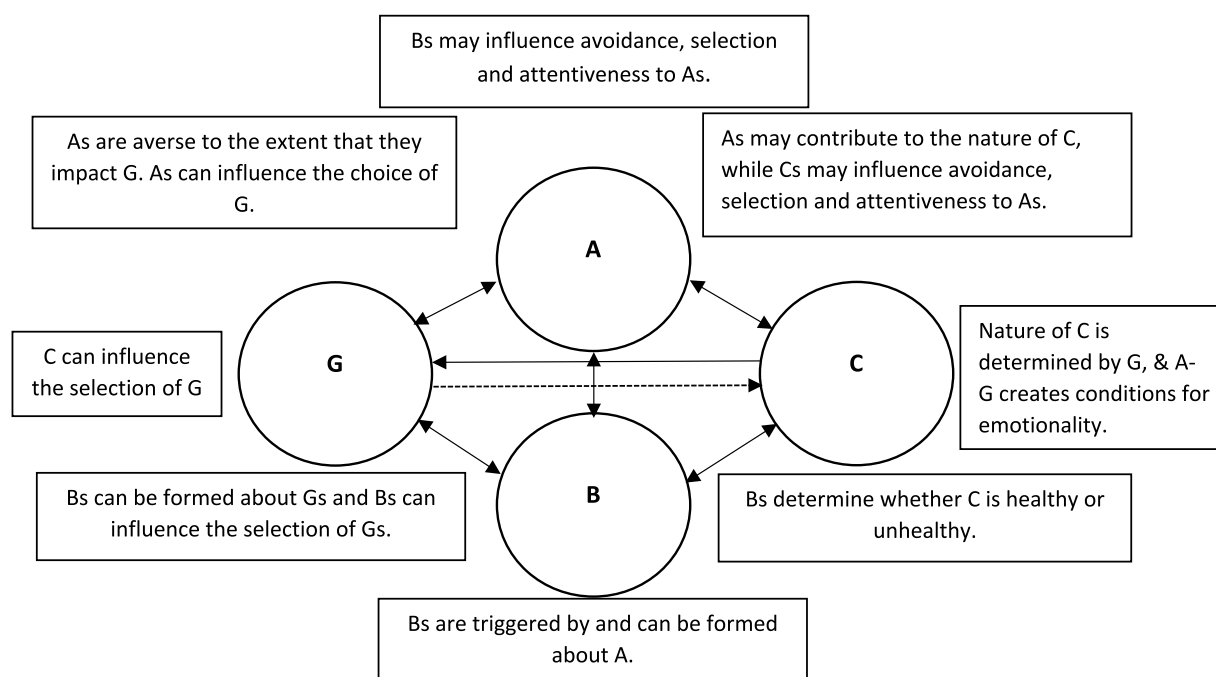 Bs may influence avoidance, selection
and attentiveness to As.
As are averse to the extent that they
impact G. As can influence the choice of
G.
As may contribute to the nature of C,
while Cs may influence avoidance,
selection and attentiveness to As.
A
G
C
C can influence
the selection of G
Nature of C is
determined by G, & A-
G creates conditions for
emotionality.
B
Bs can be formed about Gs and Bs can
influence the selection of Gs.
Bs determine whether C is healthy or
unhealthy.
Bs are triggered by and can be formed
about A.